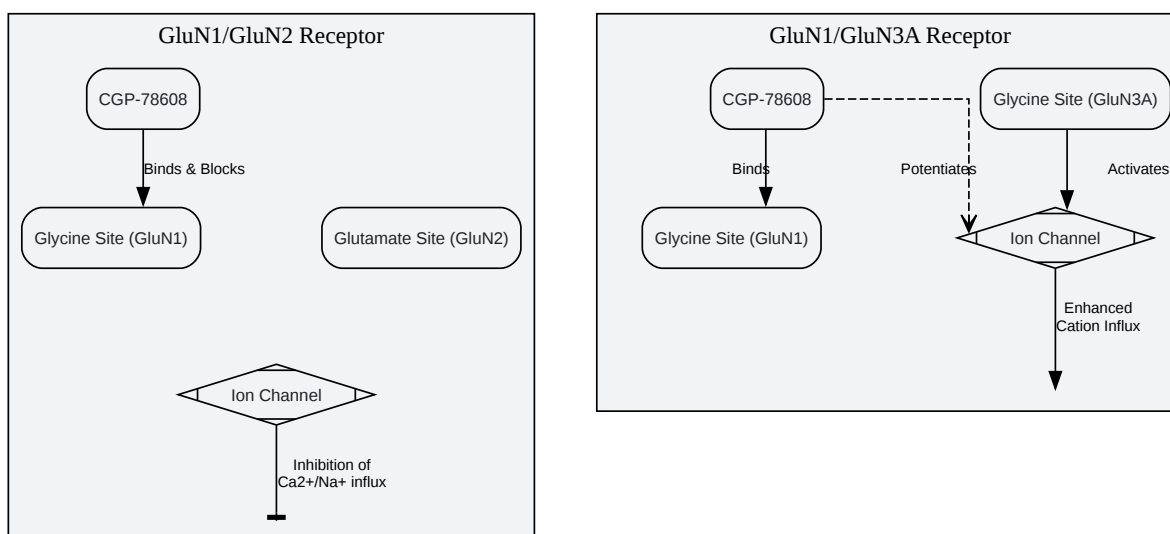 GluN1/GluN2 Receptor
CGP-78608
Binds & Blocks
Glycine Site (GluN1)
Glutamate Site (GluN2)
Ion Channel
Inhibition of
Ca2+/Na+ influx
GluN1/GluN3A Receptor
CGP-78608
Glycine Site (GluN3A)
Binds
Potentiates
Activates
Glycine Site (GluN1)
Ion Channel
Enhanced
Cation Influx